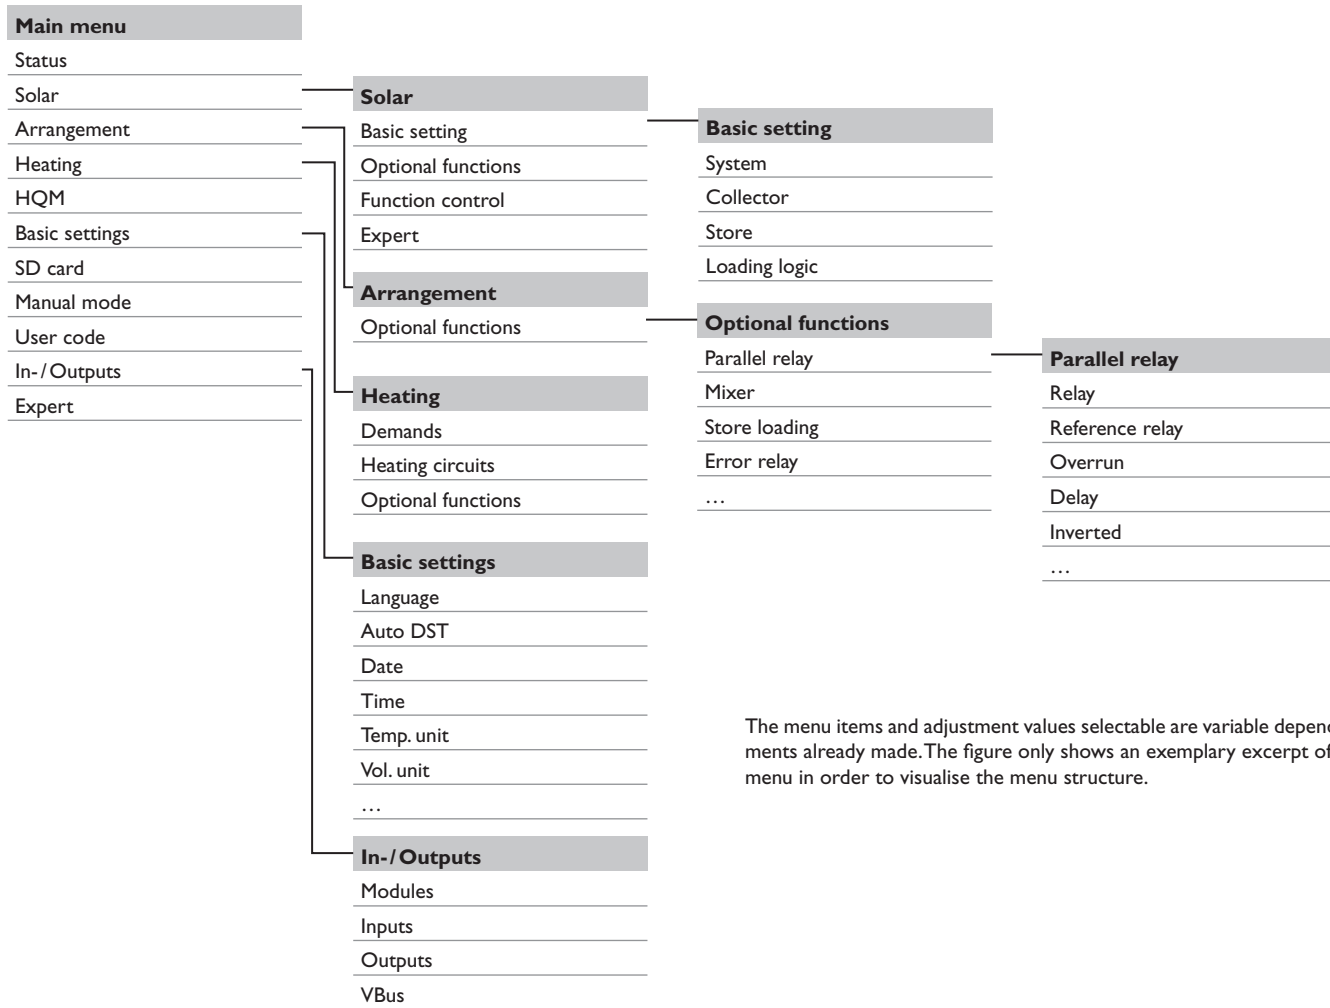 Main menu
Status
Solar
Arrangement
Heating
HQM
Basic settings
SD card
Manual mode
User code
In- / Outputs
Expert
Solar
Basic setting
Optional functions
Function control
Expert
Arrangement
Optional functions
Heating
Demands
Heating circuits
Optional functions
Basic settings
Language
Auto DST
Date
Time
Temp. unit
Vol. unit
…
In- / Outputs
Modules
Inputs
Outputs
VBus
Basic setting
System
Collector
Store
Loading logic
Optional functions
Parallel relay
Mixer
Store loading
Error relay
…
Parallel relay
Relay
Reference relay
Overrun
Delay
Inverted
…
The menu items and adjustment values selectable are variable depen
ments already made. The figure only shows an exemplary excerpt of
menu in order to visualise the menu structure.